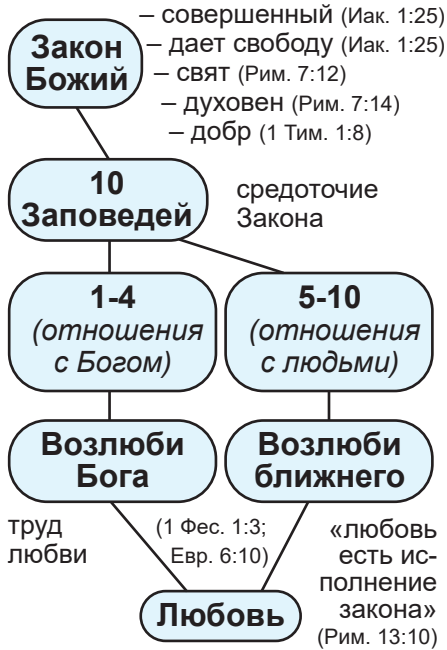 – совершенный (Иак. 1:25)
Закон
Божий
– дает свободу (Иак. 1:25)
– свят (Рим. 7:12)
– духовен (Рим. 7:14)
– добр (1 Тим. 1:8)
10
Заповедей
средоточие
Закона
1-4
(отношения
с Богом)
5-10
(отношения
с людьми)
Возлюби
Бога
Возлюби
ближнего
труд
любви
(1 Фес. 1:3;
Евр. 6:10)
«любовь
есть ис-
полнение
закона»
(Рим. 13:10)
Любовь